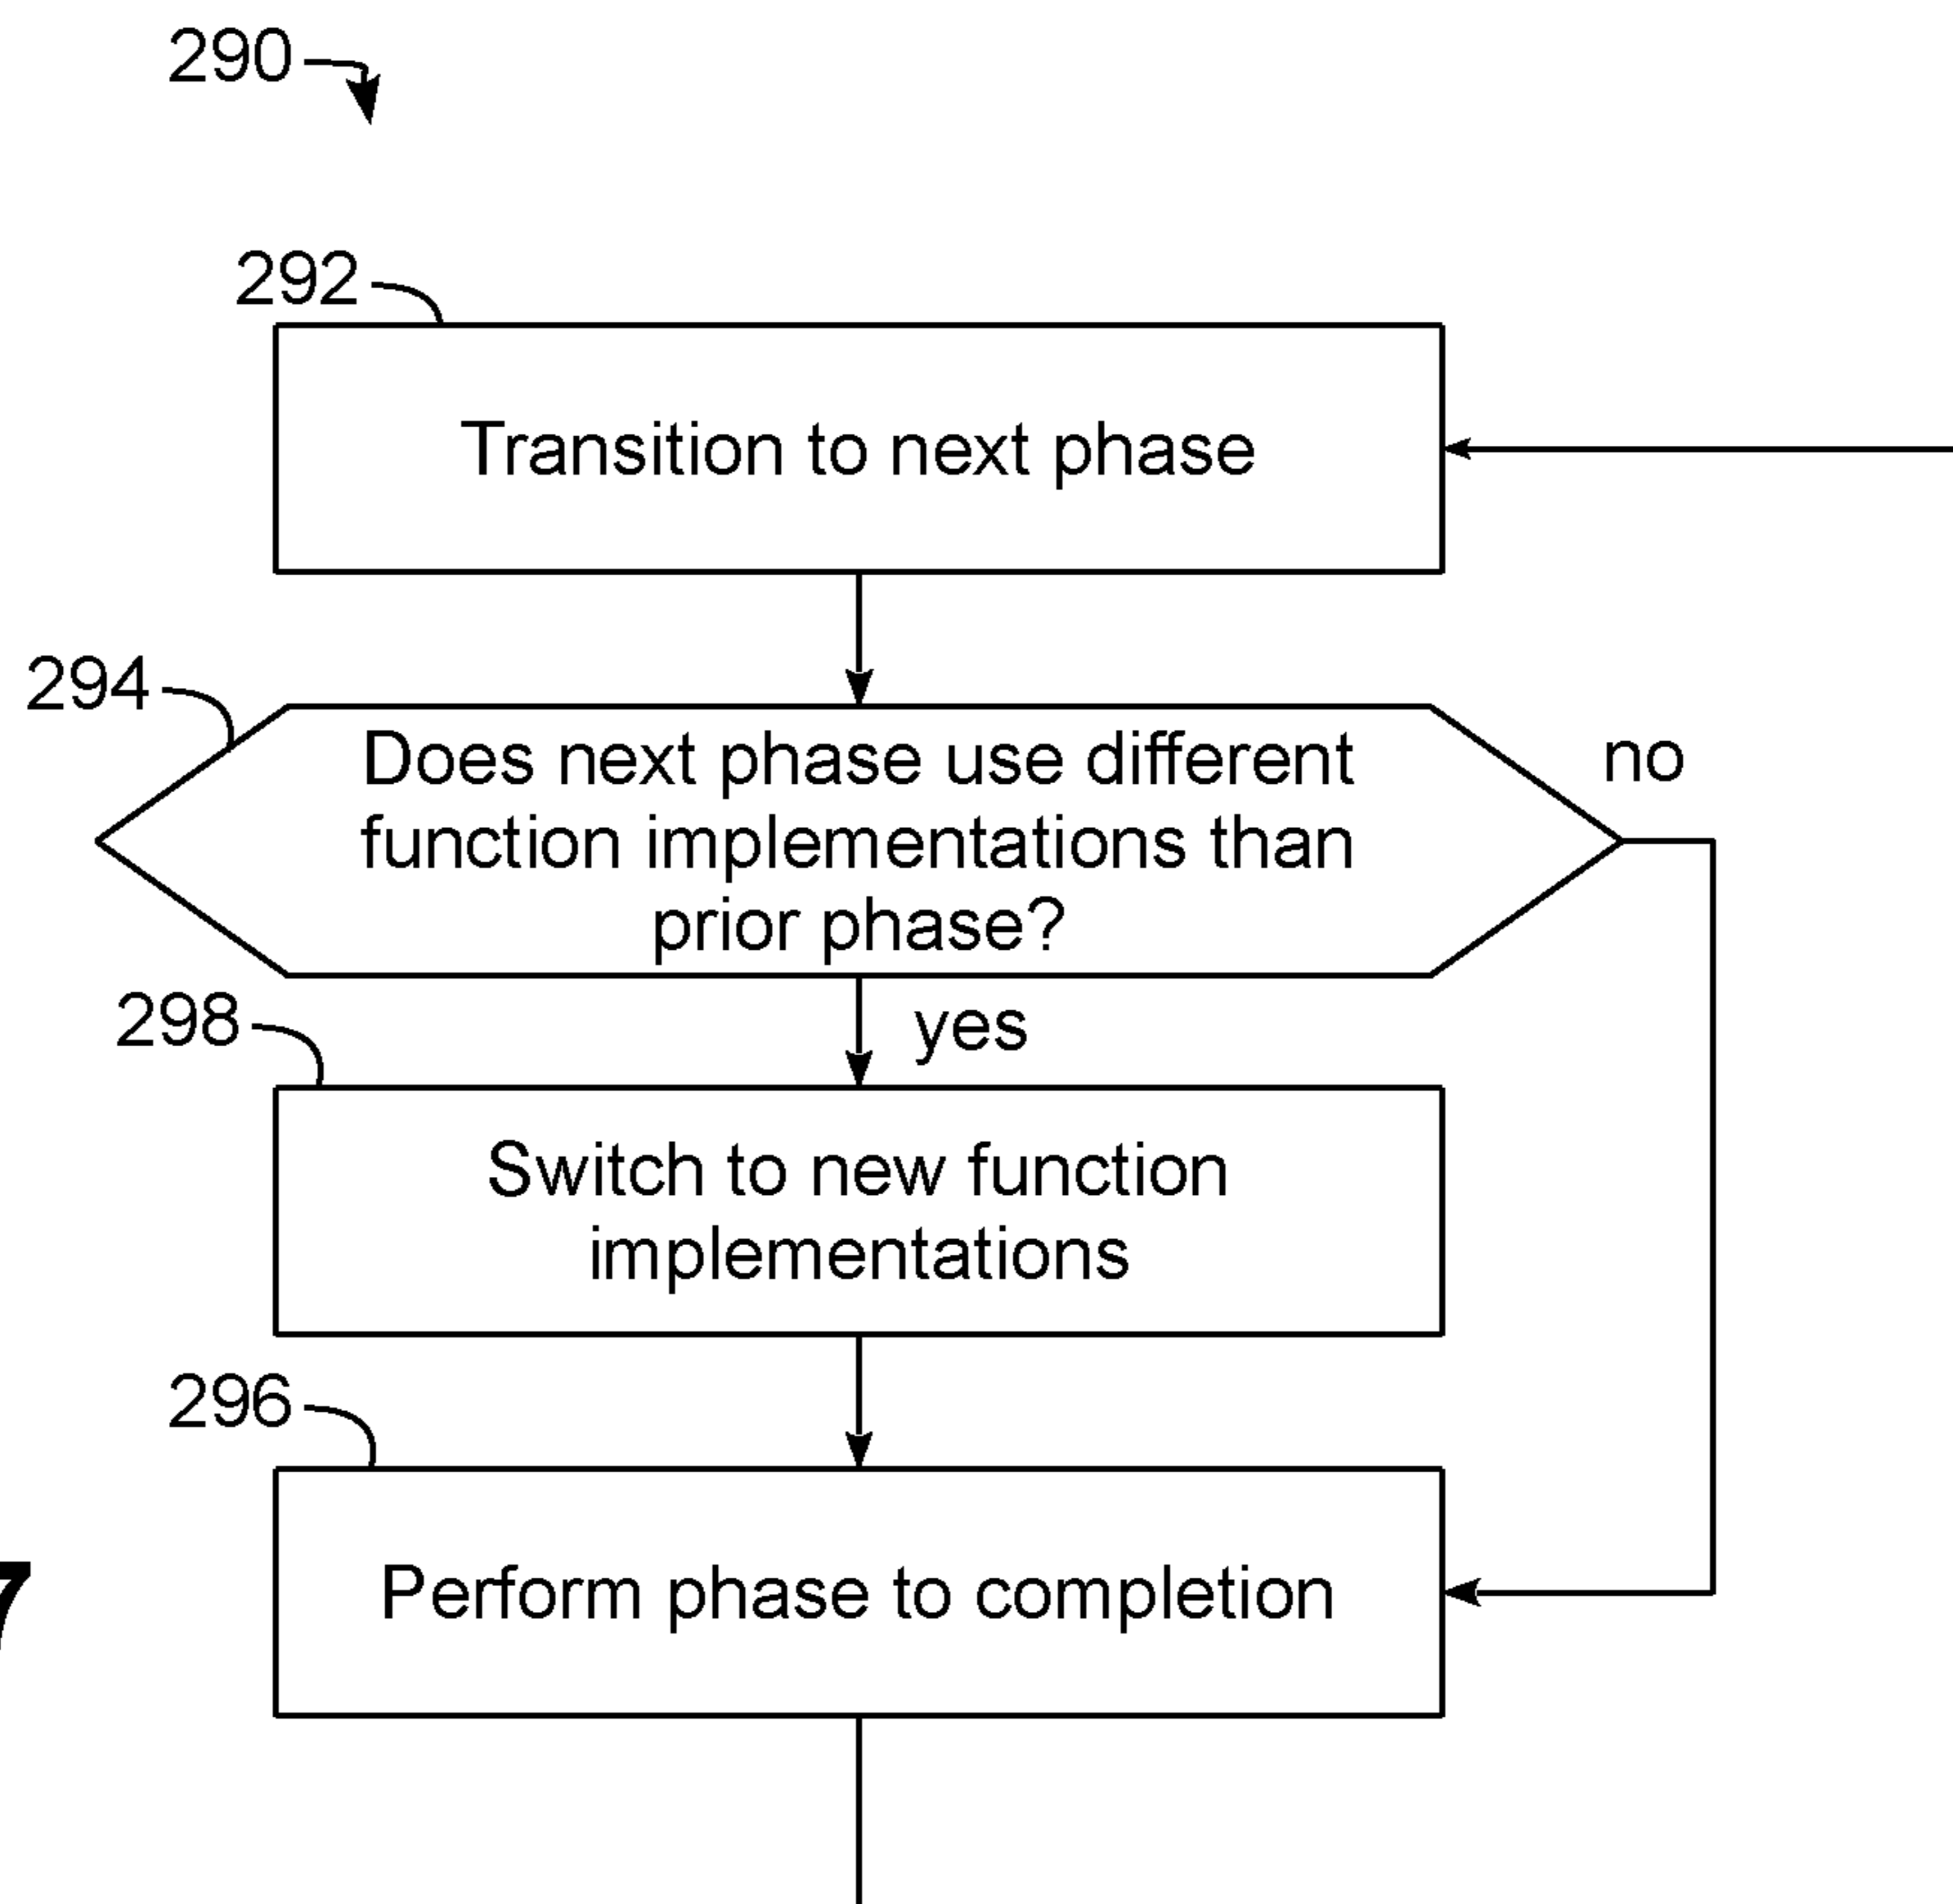 290
292
Transition to next phase
294
Does next phase use different
function implementations than
prior phase?
no
298
yes
Switch to new function
implementations
296
Perform phase to completion
7